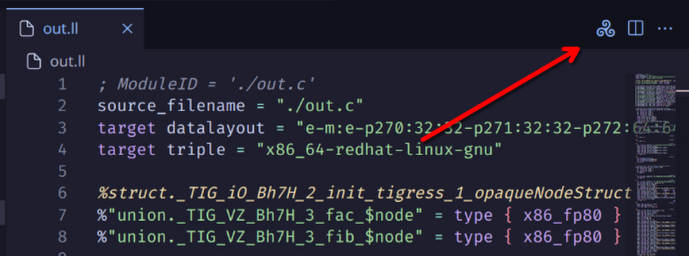 out.ll
out.ll
1 ; ModuleID = './out.c'
2 source_filename = "./out.c"
3 target datalayout = "e-m:e-p270:32:32-p271:32:32-p272:64:6
4 target triple = "x86_64-redhat-linux-gnu"
5
6 %struct._TIG_iO_Bh7H_2_init_tigress_1_opaqueNodeStruct
7 %"union._TIG_VZ_Bh7H_3_fac_$node" = type { x86_fp80 }
8 %"union._TIG_VZ_Bh7H_3_fib_$node" = type { x86_fp80 }